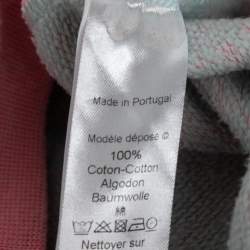 Made in Portugal
Modèle déposé ©
100%
Coton-Cotton
Algodon
Baumwolle
Nettoyer sur